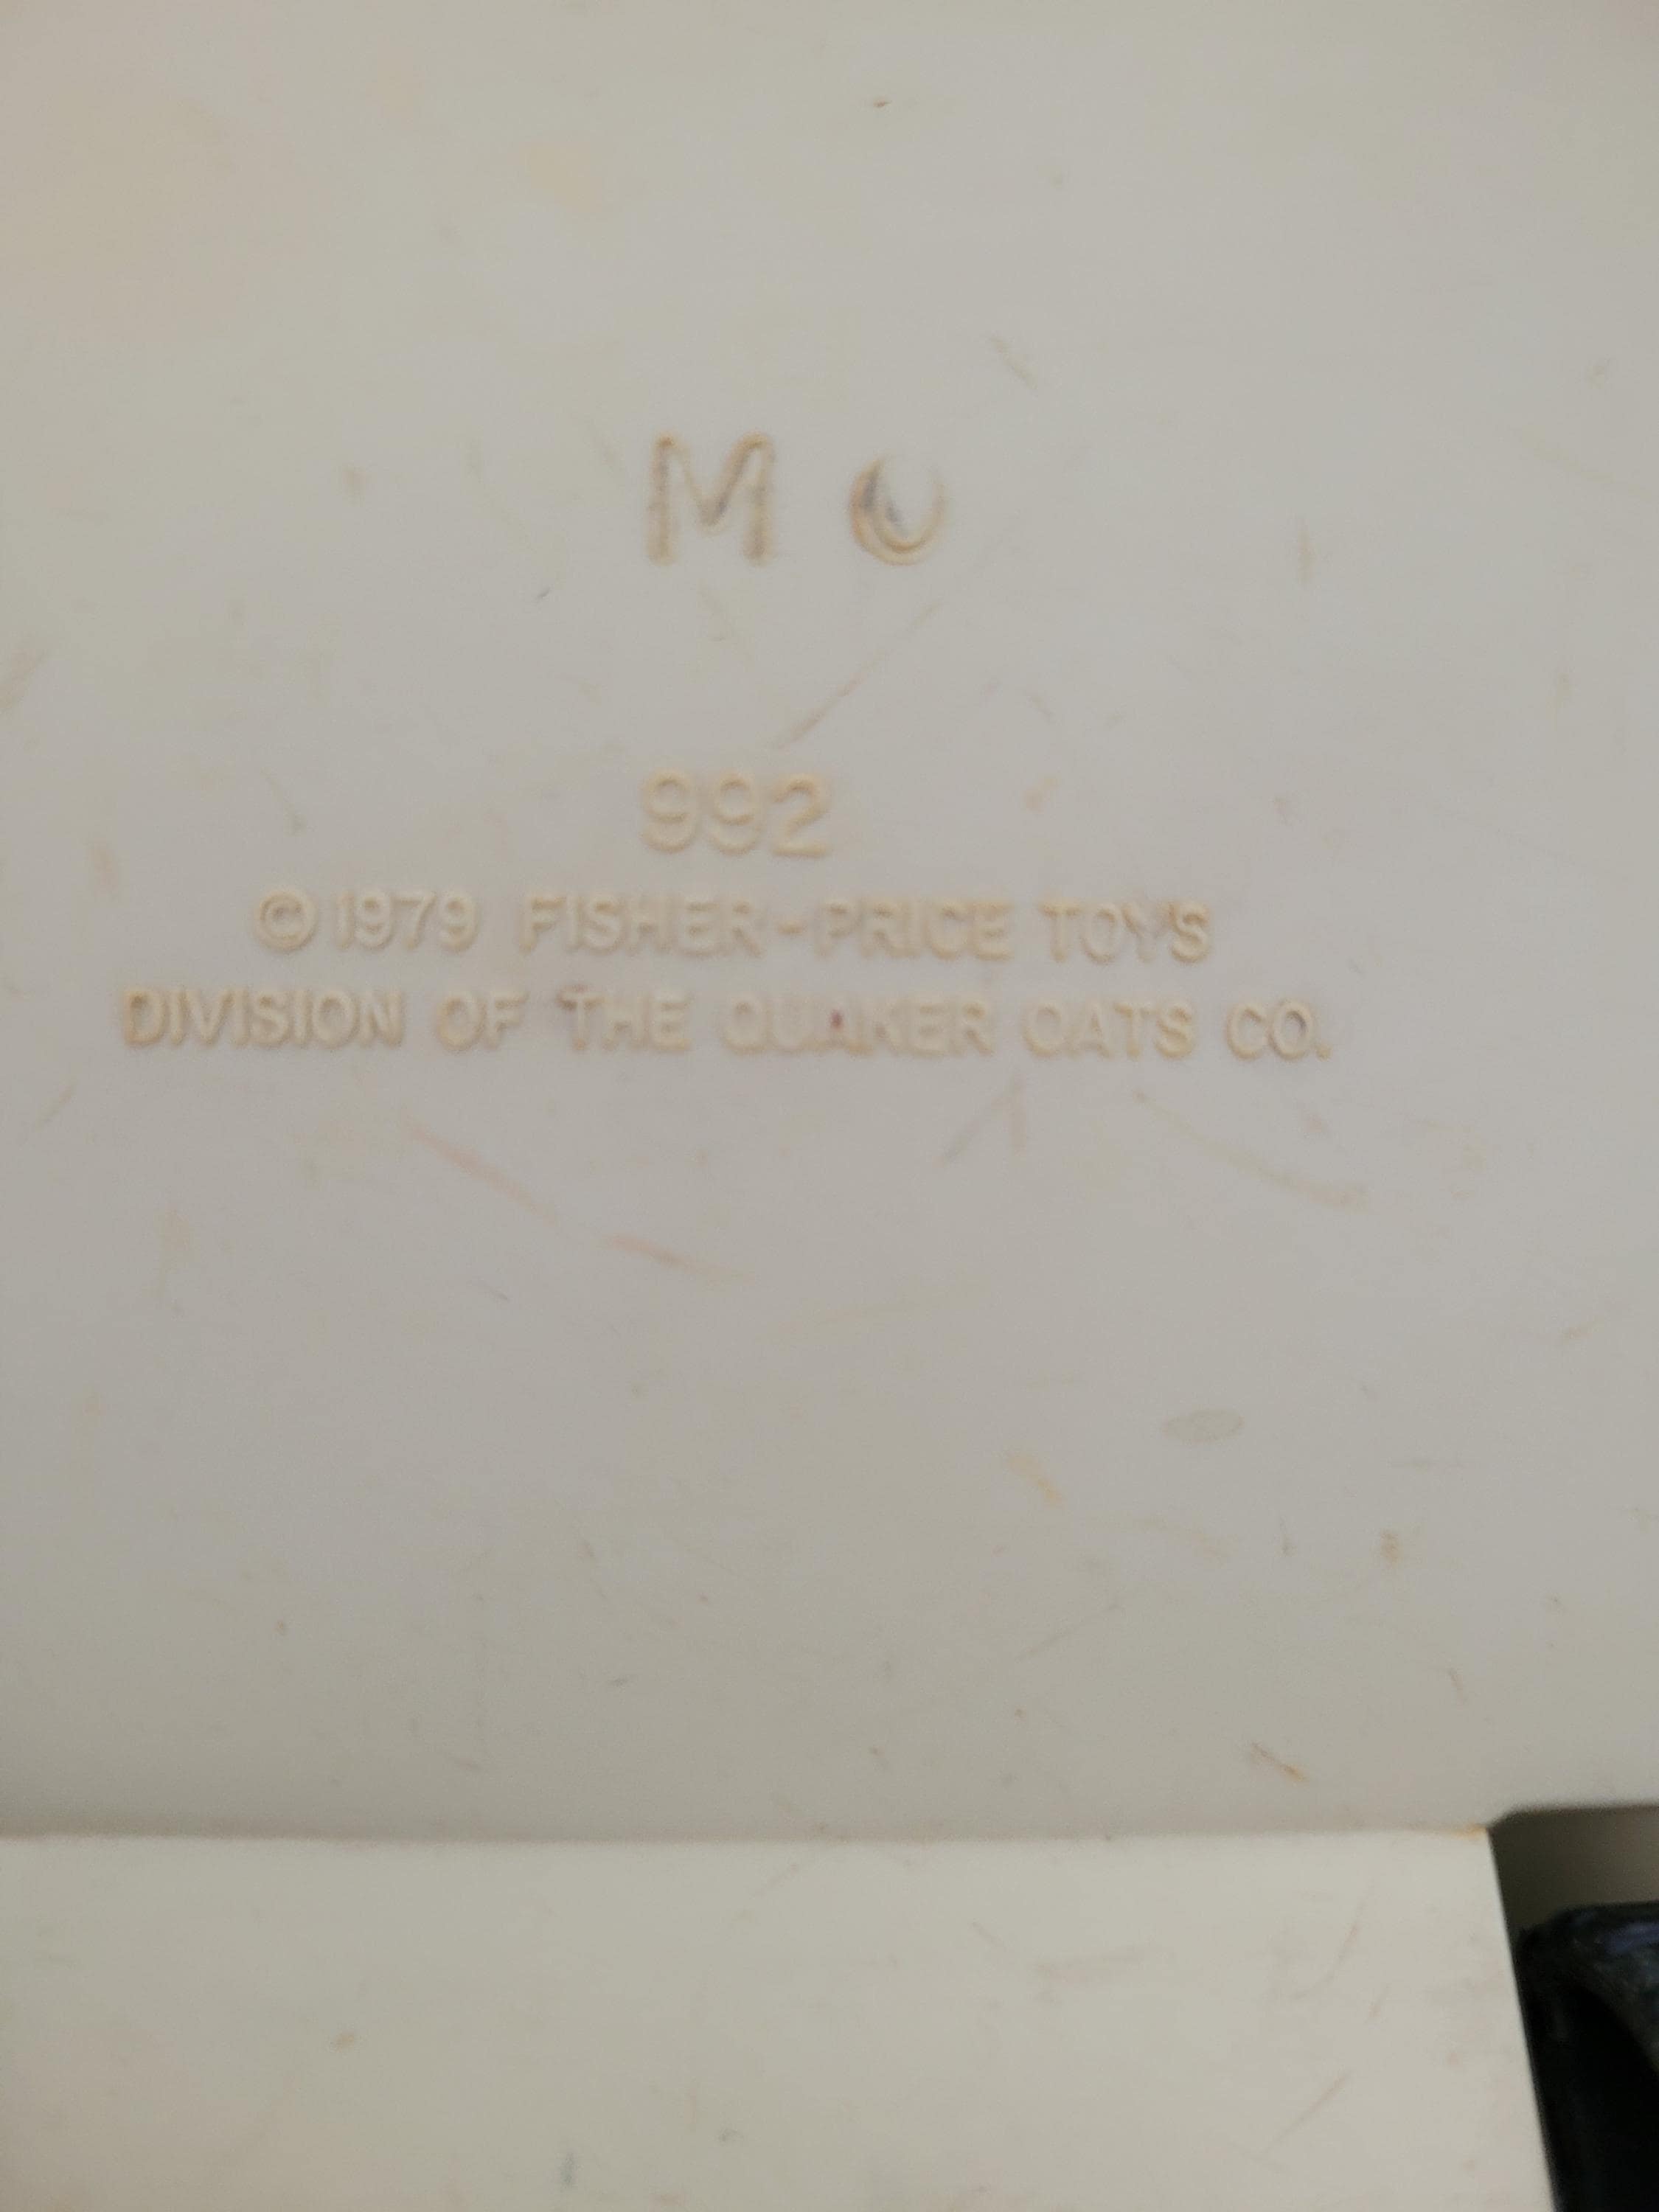 M
992
©1979 FISHER-PRICE TOYS
DIVISION OF THE QUAKER OATS CO.